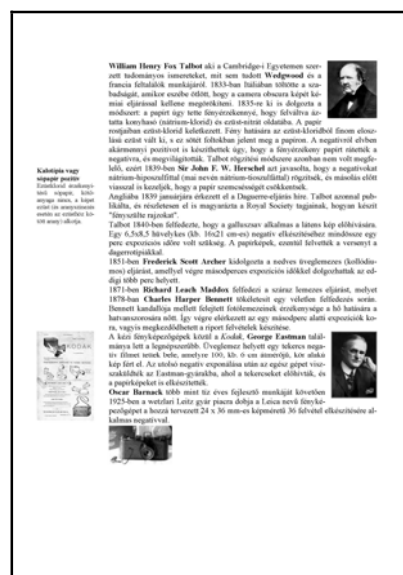 William Henry Fox Talbot aki a Cambridge-i Egyetemen szer-
zett tudományos ismereteket, mit sem tudott Wedgwood és a
francia feltalálók munkájáról. 1833-ban Itáliában töltötte a sza-
badságát, amikor eszébe ötlött, hogy a camera obscura képét ké-
miai eljárással kellene megörökíteni. 1835-re ki is dolgozta a
módszert: a papírt úgy tette fényérzékennyé, hogy felváltva áz-
tatta konyhasó (nátrium-klorid) és ezüst-nitrát oldatába. A papír
rostjaiban ezüst-klorid keletkezett. Fény hatására az ezüst-kloridból finom elosz-
lású ezüst vált ki, s ez sötét foltokban jelent meg a papíron. A negatívról elvben
akármennyi pozitívot is készíthettek úgy, hogy a fényérzékeny papírt rátették a
negatívra, és megvilágították. Talbot rögzítési módszere azonban nem volt megfe-
lelő, ezért 1839-ben Sir John F. W. Herschel azt javasolta, hogy a negatívokat
nátrium-hiposzulfittal (mai nevén nátrium-tioszulfáttal) rögzítsék, és másolás előtt
viasszal is kezeljék, hogy a papír szemcsésségét csökkentsék.
Angliába 1839 januárjára érkezett el a Daguerre-eljárás híre. Talbot azonnal pub-
likálta, és részletesen el is magyarázta a Royal Society tagjainak, hogyan készít
"fényszülte rajzokat".
Talbot 1840-ben felfedezte, hogy a galluszsav alkalmas a látens kép előhívására.
Egy 6,5x8,5 hüvelykes (kb. 16x21 cm-es) negatív elkészítéséhez mindössze egy
perc expozíciós időre volt szükség. A papírképek, ezentúl felvették a versenyt a
dagerrotípiákkal.
1851-ben Frederick Scott Archer kidolgozta a nedves üveglemezes (kollódiu-
mos) eljárást, amellyel végre másodperces expozíciós időkkel dolgozhattak az ed-
digi több perc helyett.
1871-ben Richard Leach Maddox felfedezi a száraz lemezes eljárást, melyet
1878-ban Charles Harper Bennett tökéletesít egy véletlen felfedezés során.
Bennett kandallója mellett felejtett fotólemezeinek érzékenysége a hő hatására a
hatvanszorosára nőtt. Így végre elérkezett az egy másodperc alatti expozíciók ko-
ra, vagyis megkezdődhetett a riport felvételek készítése.
A kézi fényképezőgépek közül a Kodak, George Eastman talál-
mánya lett a legnépszerűbb. Üveglemez helyett egy tekercs nega-
tív filmet tettek bele, amelyre 100, kb. 6 cm átmérőjű, kör alakú
kép fért el. Az utolsó negatív exponálása után az egész gépet visz-
szaküldték az Eastman-gyárakba, ahol a tekercseket előhívták, és
a papírképeket is elkészítették.
Oscar Barnack több mint tíz éves fejlesztő munkáját követően
1925-ben a wetzlari Leitz gyár piacra dobja a Leica nevű fényké-
pezőgépet a hozzá tervezett 24 x 36 mm-es képméretű 36 felvétel elkészítésére al-
kalmas negatívval.
Kalotípia vagy
sópapír pozitív
KODAK